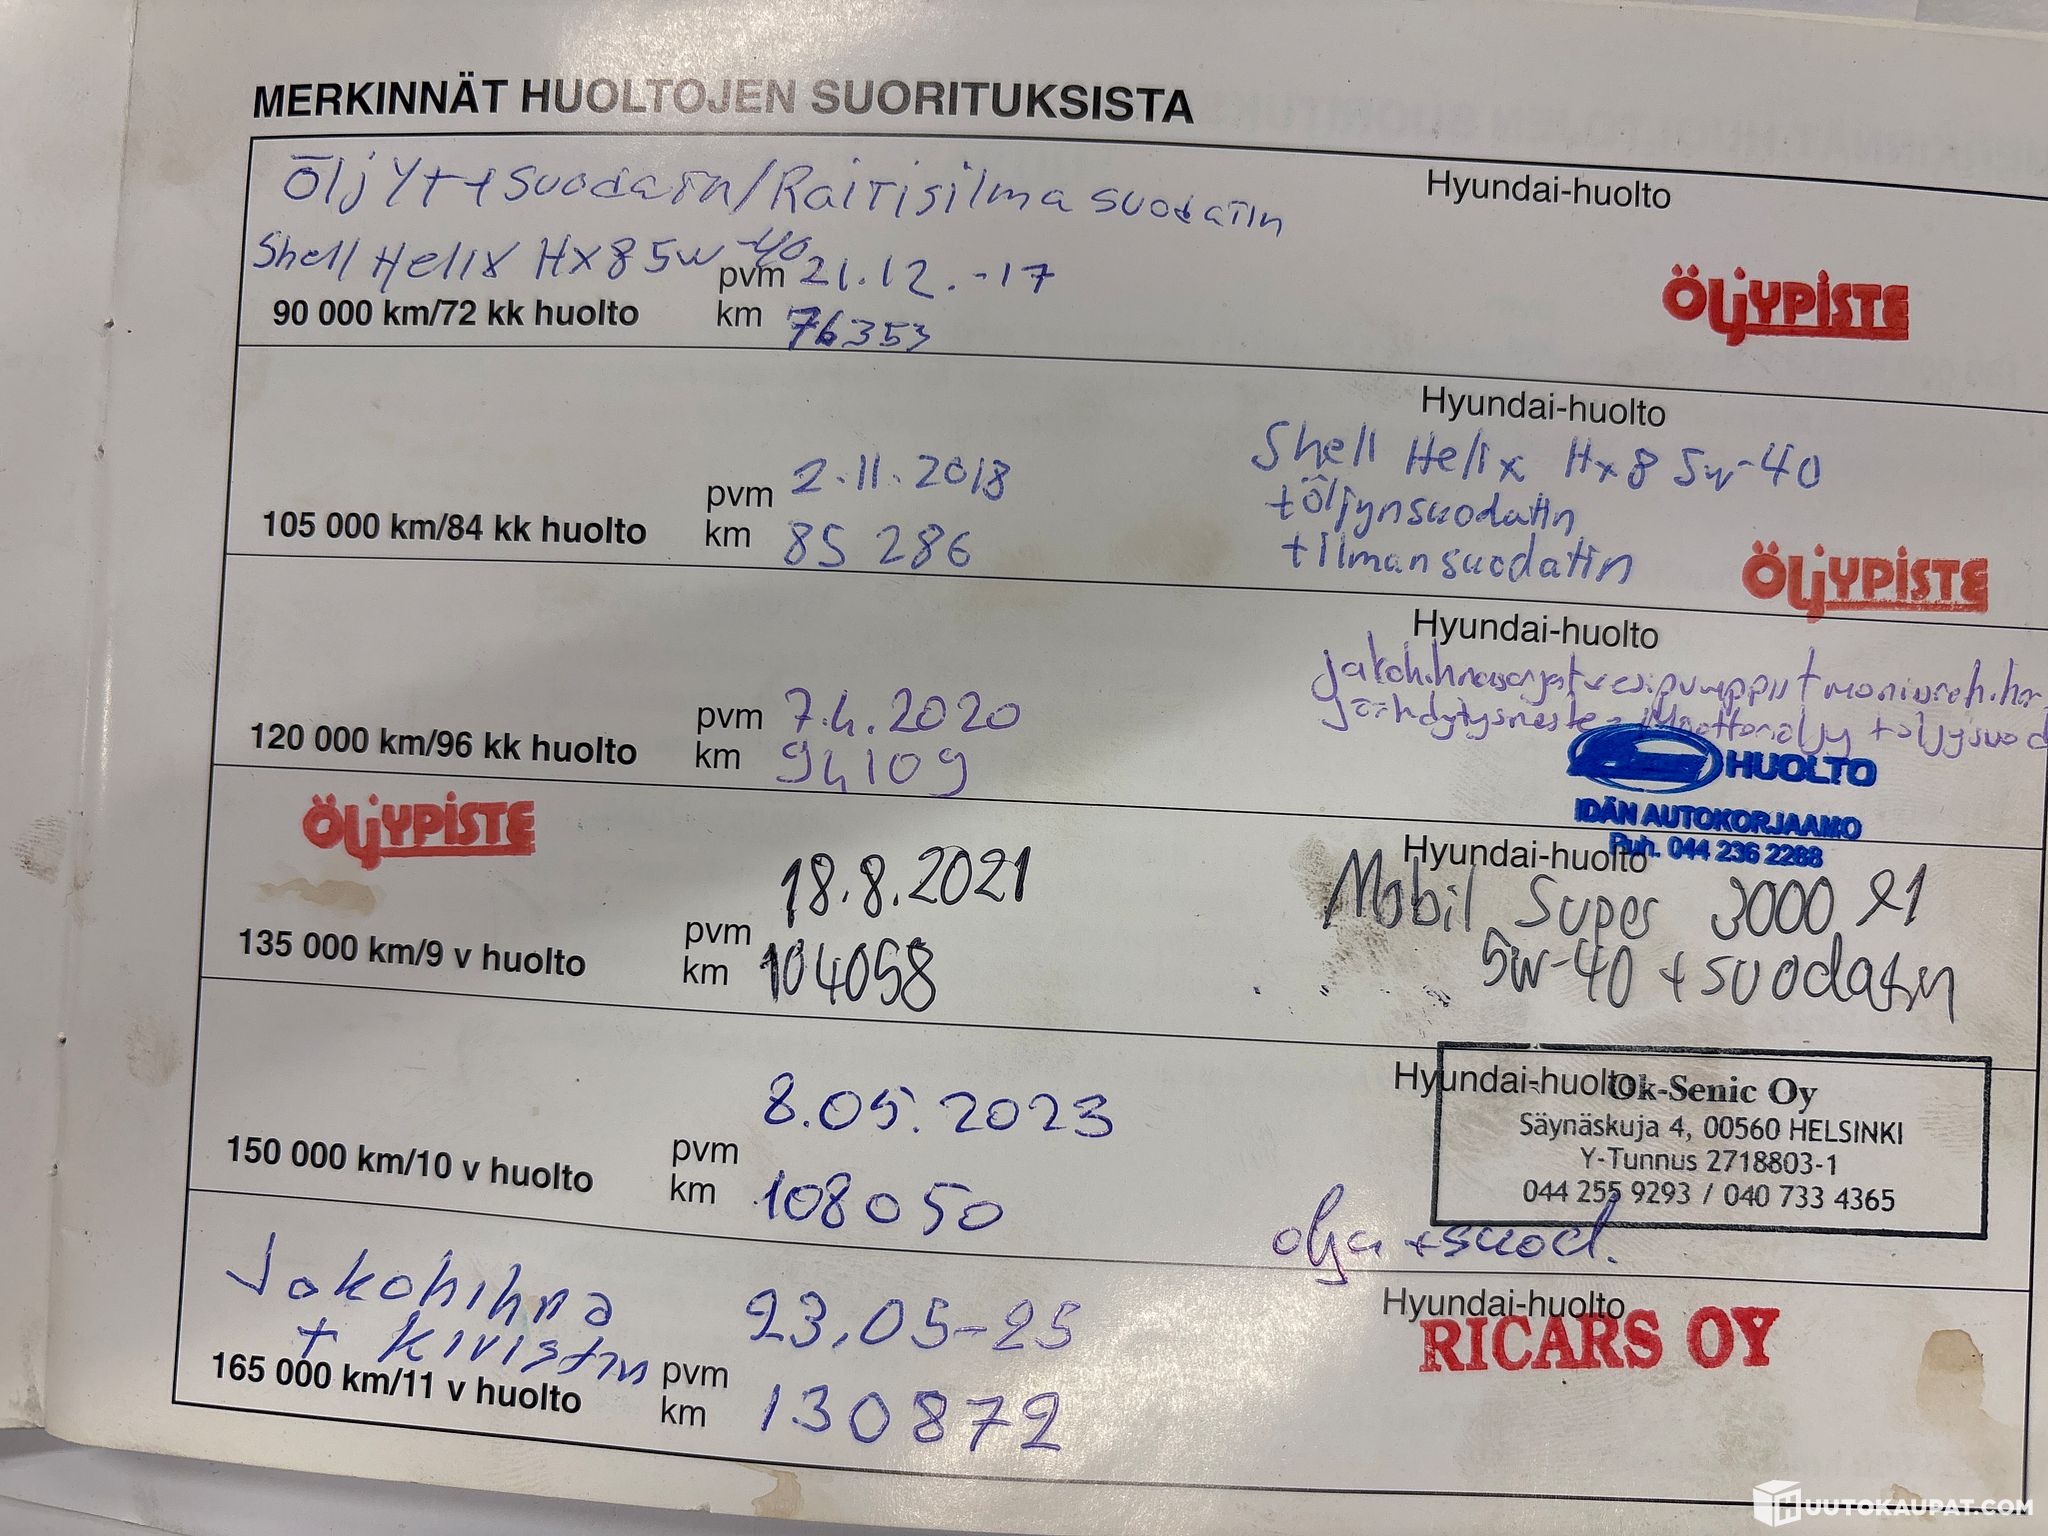 MERKINNÄT HUOLTOJEN SUORITUKSISTA
Öljyt+suodatin/Raitisilma suodatin
Hyundai-huolto
Shell Helix Hx8 5w-40
pvm 21.12.-17
90 000 km/72 kk huolto
km 76353
ÖLJYPISTE
Hyundai-huolto
Shell Helix Hx8 5w-40
pvm 2.11.2018
+öljynsuodatin
105 000 km/84 kk huolto
km 85 286
+ilmansuodatin
ÖLJYPISTE
Hyundai-huolto
pvm 7.4.2020
120 000 km/96 kk huolto
km 94109
HUOLTO
IDÄN AUTOKORJAAMO
Puh. 044 236 2288
ÖLJYPISTE
Hyundai-huolto
18.8.2021
Mobil Super 3000 X1
pvm
135 000 km/9 v huolto
km 104058
5w-40 + suodatin
Hyundai-huolto
Ok-Senic Oy
8.05.2023
Säynäskuja 4, 00560 HELSINKI
pvm
150 000 km/10 v huolto
Y-Tunnus 2718803-1
km 108050
044 255 9293 / 040 733 4365
+suod.
Jakohihna
+ kiristin
23.05-25
Hyundai-huolto
RICARS OY
pvm
165 000 km/11 v huolto
km 130872
HUUTOKAUPAT.COM